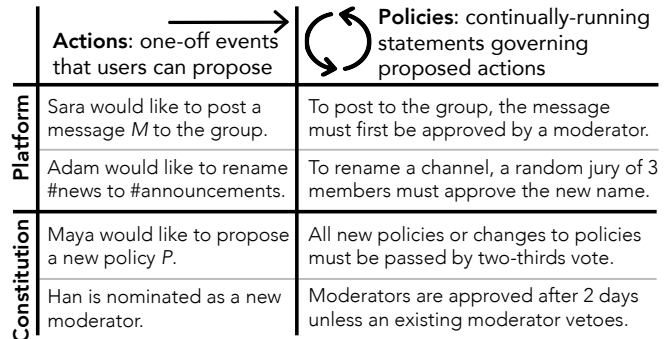 Actions: one-off events
that users can propose
Policies: continually-running
statements governing
proposed actions
Platform
Sara would like to post a
message M to the group.
To post to the group, the message
must first be approved by a moderator.
Adam would like to rename
#news to #announcements.
To rename a channel, a random jury of 3
members must approve the new name.
Constitution
Maya would like to propose
a new policy P.
All new policies or changes to policies
must be passed by two-thirds vote.
Han is nominated as a new
moderator.
Moderators are approved after 2 days
unless an existing moderator vetoes.